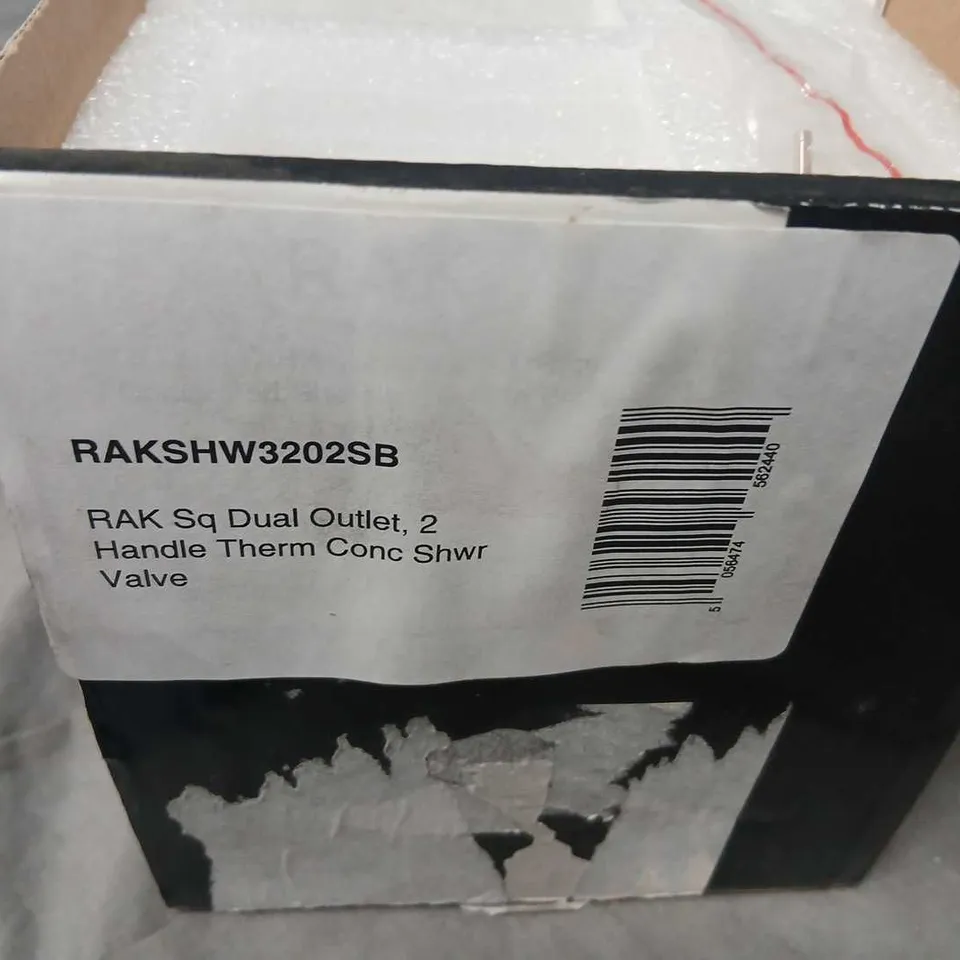 RAKSHW3202SB
RAK Sq Dual Outlet, 2
Handle Therm Conc Shwr
Valve
5 056474 562440